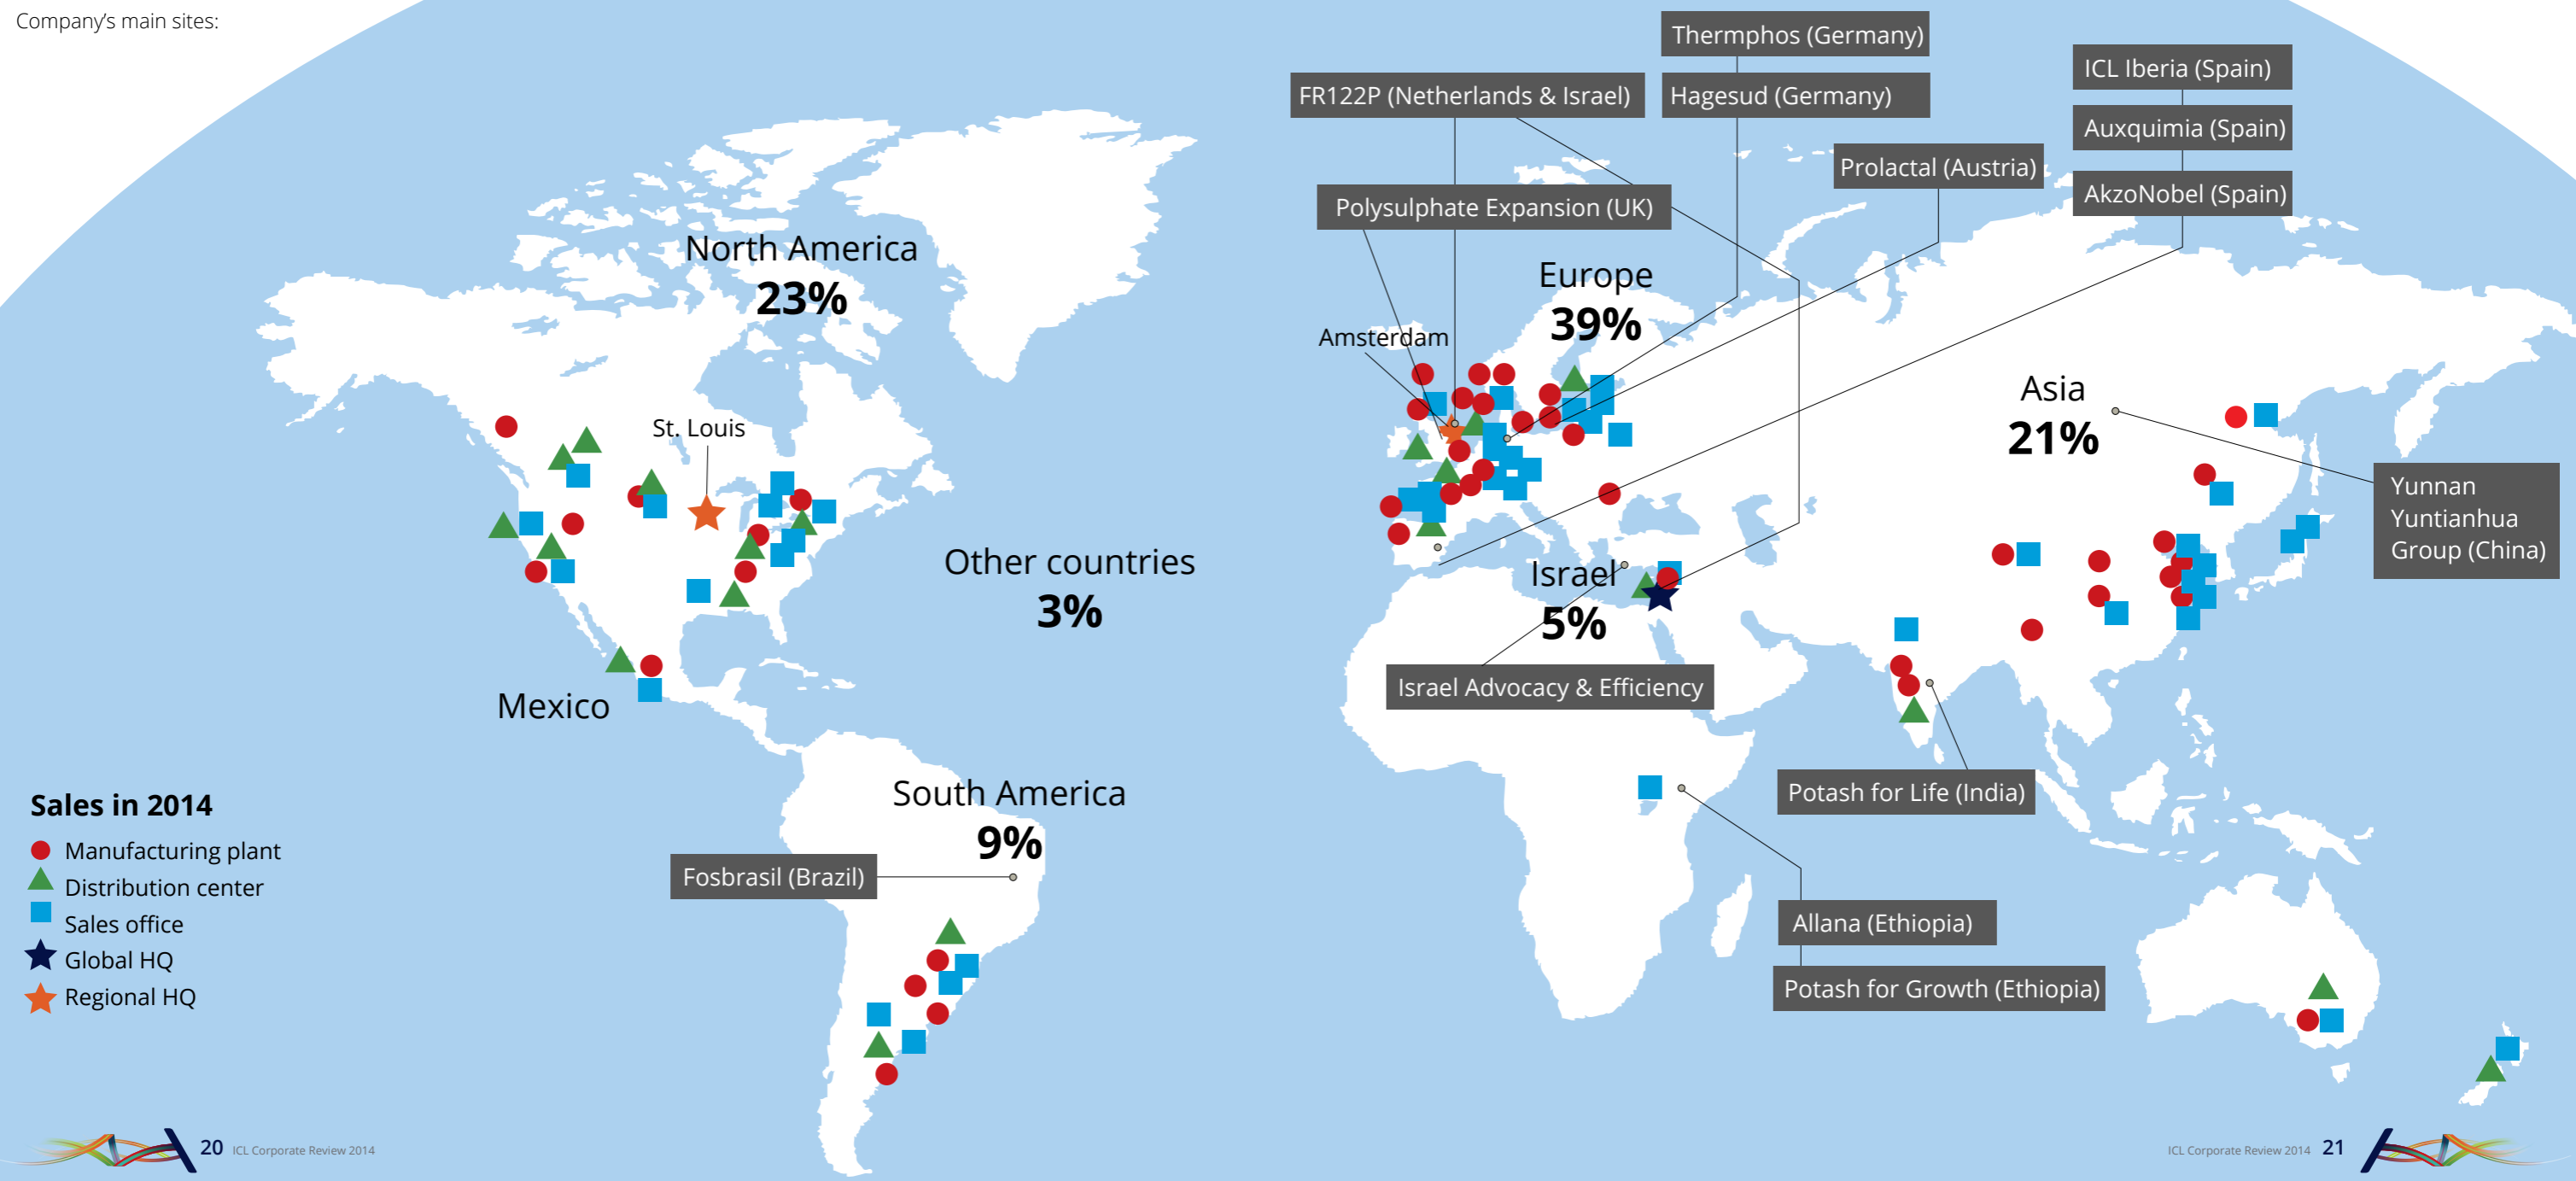 Company's main sites:
Thermphos (Germany)
Hagesud (Germany)
FR122P (Netherlands & Israel)
Polysulphate Expansion (UK)
Prolactal (Austria)
ICL Iberia (Spain)
Auxquimia (Spain)
AkzoNobel (Spain)
North America
23%
Europe
39%
Amsterdam
St. Louis
Asia
21%
Yunnan
Yuntianhua
Group (China)
Other countries
3%
Israel
5%
Israel Advocacy & Efficiency
Mexico
South America
9%
Fosbrasil (Brazil)
Potash for Life (India)
Allana (Ethiopia)
Potash for Growth (Ethiopia)
Sales in 2014
Manufacturing plant
Distribution center
Sales office
Global HQ
Regional HQ
20 ICL Corporate Review 2014
ICL Corporate Review 2014 21